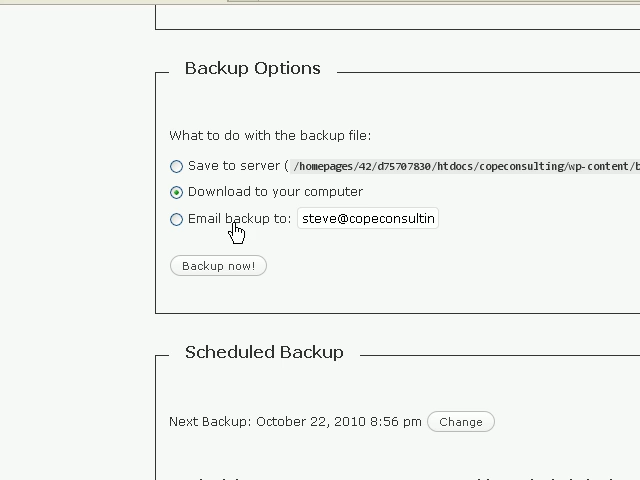 Backup Options
What to do with the backup file:
Save to server ( /homepages/42/d75707830/htdocs/copeconsulting/wp-content/b
Download to your computer
Email backup to: steve@copeconsultin
Backup now!
Scheduled Backup
Next Backup: October 22, 2010 8:56 pm Change